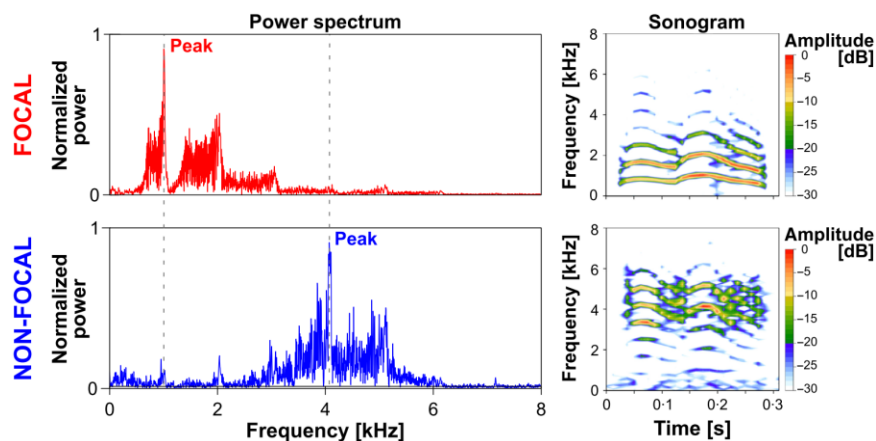 Power spectrum
Sonogram
FOCAL
Normalized
power
1
0
Peak
Frequency [kHz]
8
6
4
2
0
Amplitude
[dB]
0
−5
−10
−15
−20
−25
−30
NON-FOCAL
Normalized
power
1
0
Peak
0 2 4 6 8
Frequency [kHz]
Frequency [kHz]
8
6
4
2
0
0 0·1 0·2 0·3
Time [s]
Amplitude
[dB]
0
−5
−10
−15
−20
−25
−30